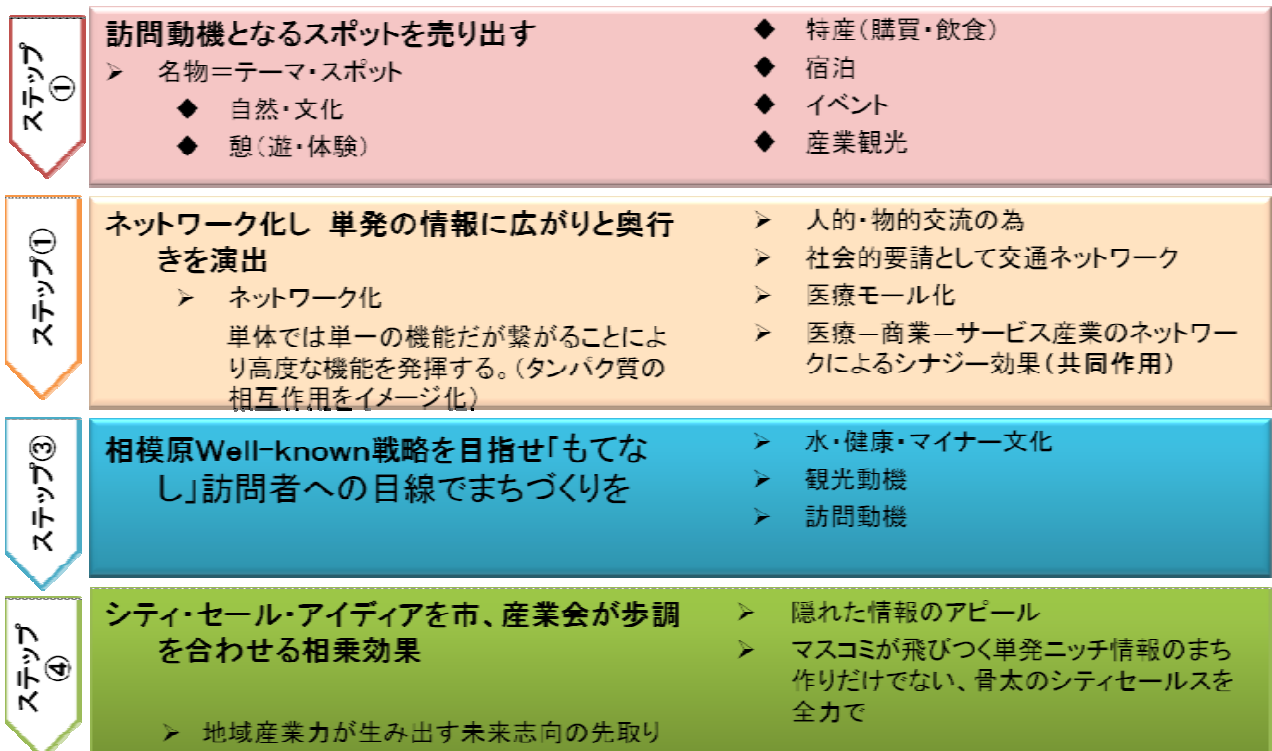 ステップ
①
訪問動機となるスポットを売り出す
➢ 名物＝テーマ・スポット
◆ 自然・文化
◆ 憩（遊・体験）
◆ 特産（購買・飲食）
◆ 宿泊
◆ イベント
◆ 産業観光
ステップ①
ネットワーク化し 単発の情報に広がりと奥行
きを演出
➢ ネットワーク化
単体では単一の機能だが繋がることによ
り高度な機能を発揮する。（タンパク質の
相互作用をイメージ化）
➢ 人的・物的交流の為
➢ 社会的要請として交通ネットワーク
➢ 医療モール化
➢ 医療－商業－サービス産業のネットワー
クによるシナジー効果（共同作用）
ステップ③
相模原Well-known戦略を目指せ「もてな
し」訪問者への目線でまちづくりを
➢ 水・健康・マイナー文化
➢ 観光動機
➢ 訪問動機
ステップ
④
シティ・セール・アイディアを市、産業会が歩調
を合わせる相乗効果
➢ 地域産業力が生み出す未来志向の先取り
➢ 隠れた情報のアピール
➢ マスコミが飛びつく単発ニッチ情報のまち
作りだけでない、骨太のシティセールスを
全力で